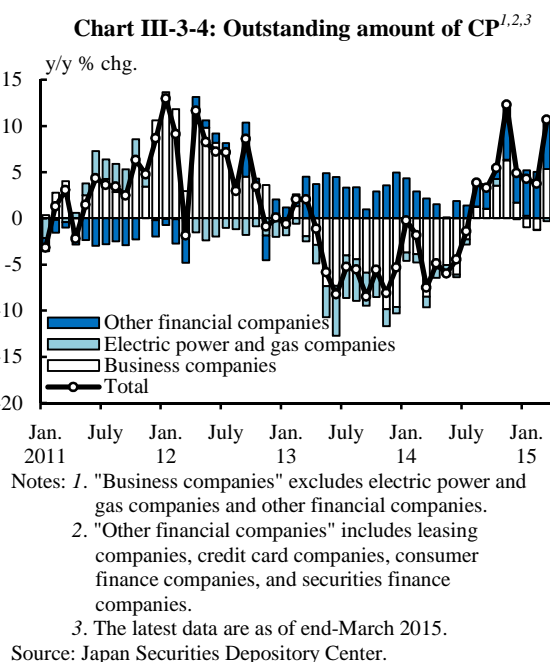 Chart III-3-4: Outstanding amount of CP1,2,3
y/y % chg.
15
10
5
0
-5
-10
-15
-20
Other financial companies
Electric power and gas companies
Business companies
Total
Jan. July Jan. July Jan. July Jan. July Jan.
2011 12 13 14 15
Notes: 1. "Business companies" excludes electric power and
gas companies and other financial companies.
2. "Other financial companies" includes leasing
companies, credit card companies, consumer
finance companies, and securities finance
companies.
3. The latest data are as of end-March 2015.
Source: Japan Securities Depository Center.